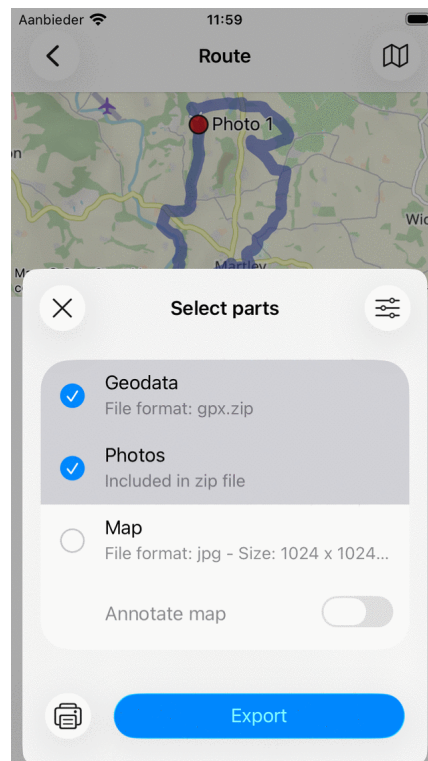 Aanbieder 11:59
Route
Photo 1
on
Wic
Martley
Select parts
Geodata
File format: gpx.zip
Photos
Included in zip file
Map
File format: jpg - Size: 1024 x 1024...
Annotate map
Export